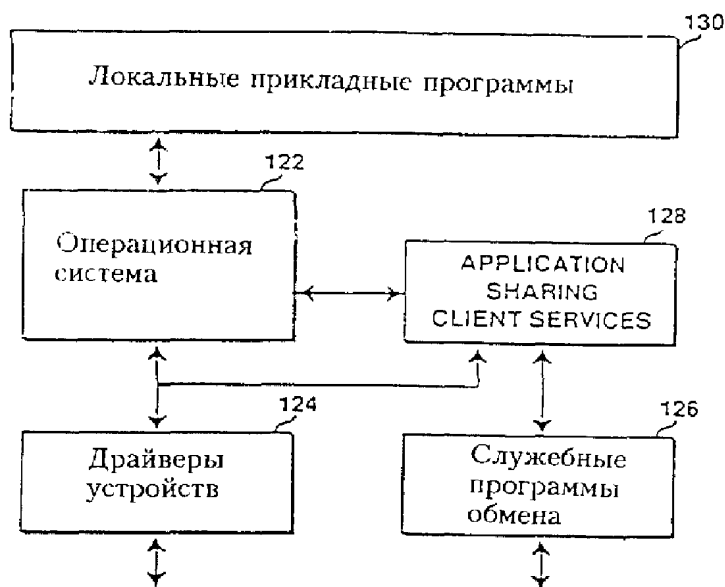 130
Локальные прикладные программы
122
Операционная
система
128
APPLICATION
SHARING
CLIENT SERVICES
124
Драйверы
устройств
126
Служебные
программы
обмена